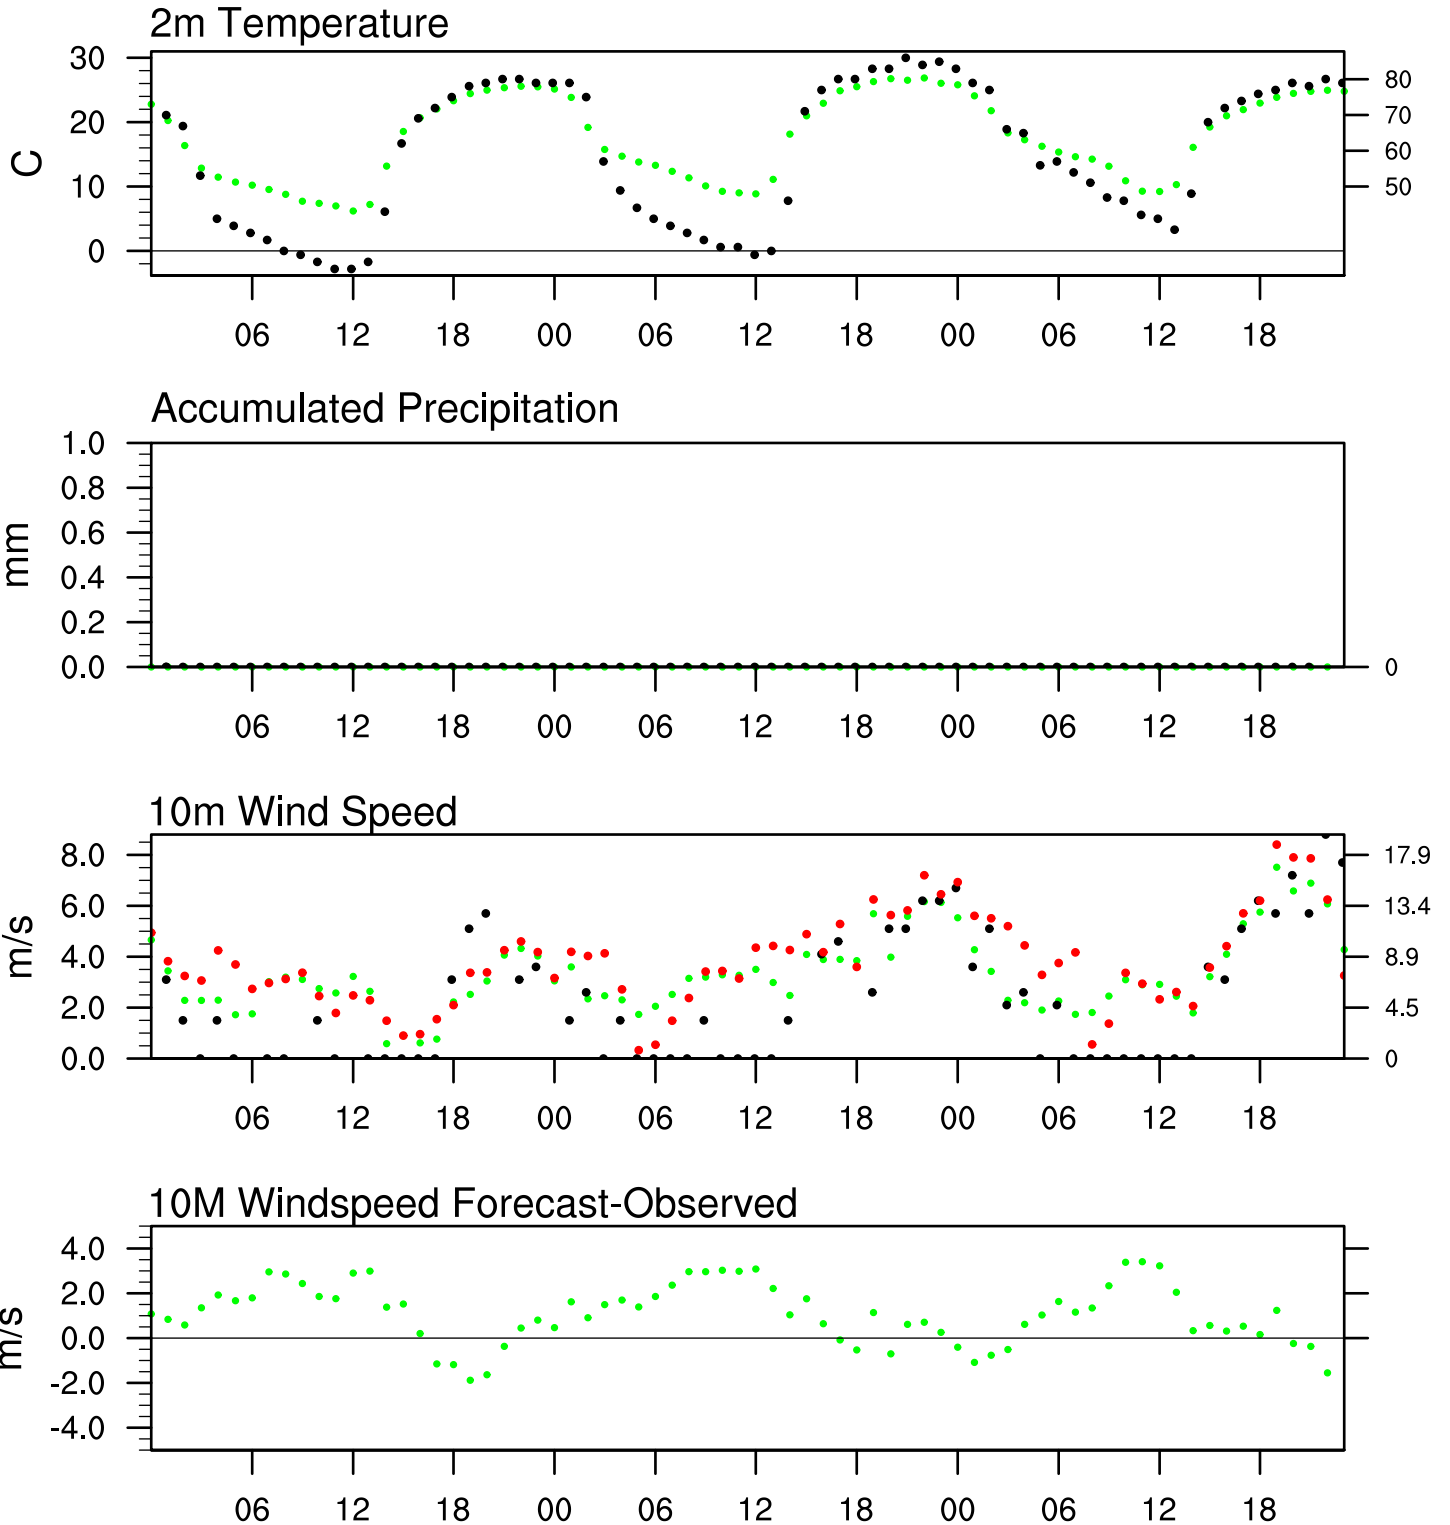 2m Temperature
30
20
10
0
C
80
70
60
50
06 12 18 00 06 12 18 00 06 12 18
Accumulated Precipitation
1.0
0.8
0.6
0.4
0.2
0.0
mm
0
06 12 18 00 06 12 18 00 06 12 18
10m Wind Speed
8.0
6.0
4.0
2.0
0.0
m/s
17.9
13.4
8.9
4.5
0
06 12 18 00 06 12 18 00 06 12 18
10M Windspeed Forecast-Observed
4.0
2.0
0.0
-2.0
-4.0
m/s
06 12 18 00 06 12 18 00 06 12 18